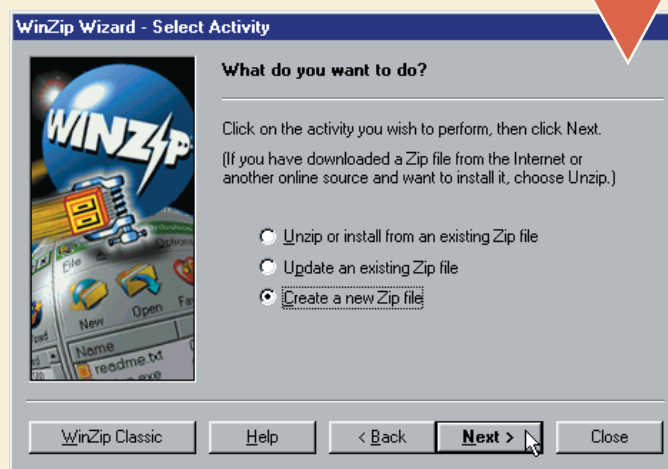 WinZip Wizard - Select Activity
What do you want to do?
Click on the activity you wish to perform, then click Next.
(If you have downloaded a Zip file from the Internet or
another online source and want to install it, choose Unzip.)
Unzip or install from an existing Zip file
Update an existing Zip file
Create a new Zip file
WINZIP
File
Options
New
Open
Name
readme.txt
WinZip Classic
Help
< Back
Next >
Close